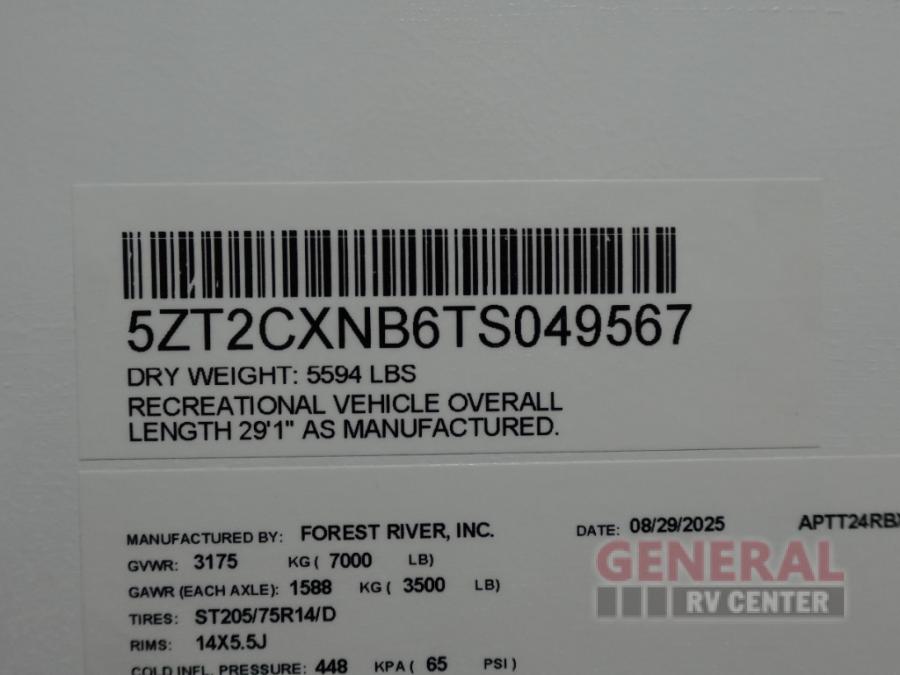 5ZT2CXNB6TS049567
DRY WEIGHT: 5594 LBS
RECREATIONAL VEHICLE OVERALL
LENGTH 29'1" AS MANUFACTURED.
MANUFACTURED BY: FOREST RIVER, INC. DATE: 08/29/2025 APTT24RBX
GVWR: 3175 KG ( 7000 LB)
GAWR (EACH AXLE): 1588 KG ( 3500 LB)
TIRES: ST205/75R14/D
RIMS: 14X5.5J
COLD INFL. PRESSURE: 448 KPA ( 65 PSI )
GENERAL
RV CENTER